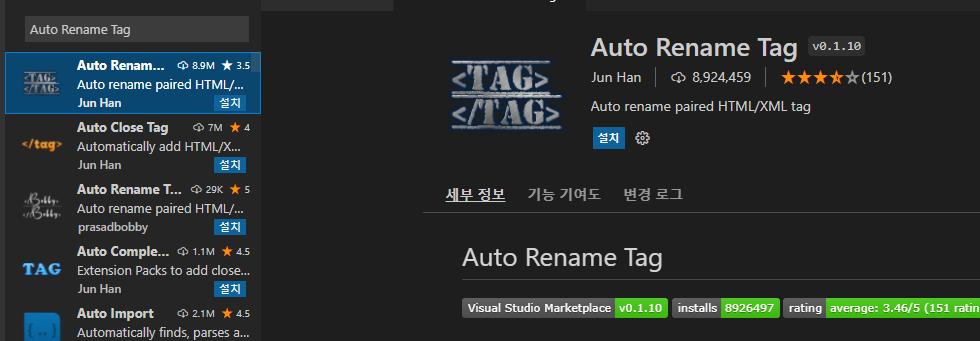 Auto Rename Tag
<TAG>
</TAG>
Auto Renam... 8.9M ★ 3.5
Auto rename paired HTML/...
Jun Han 설치
</tag>
Auto Close Tag 7M ★ 4
Automatically add HTML/X...
Jun Han 설치
Auto Rename T... 29K ★ 5
Auto rename paired HTML/...
prasadbobby 설치
TAG
Auto Comple... 1.1M ★ 4.5
Extension Packs to add close...
Jun Han 설치
{..}
Auto Import 2.1M ★ 4.5
Automatically finds, parses a...
<TAG>
</TAG>
Auto Rename Tag v0.1.10
Jun Han 8,924,459 (151)
Auto rename paired HTML/XML tag
설치
세부 정보 기능 기여도 변경 로그
Auto Rename Tag
Visual Studio Marketplace v0.1.10 installs 8926497 rating average: 3.46/5 (151 ratin